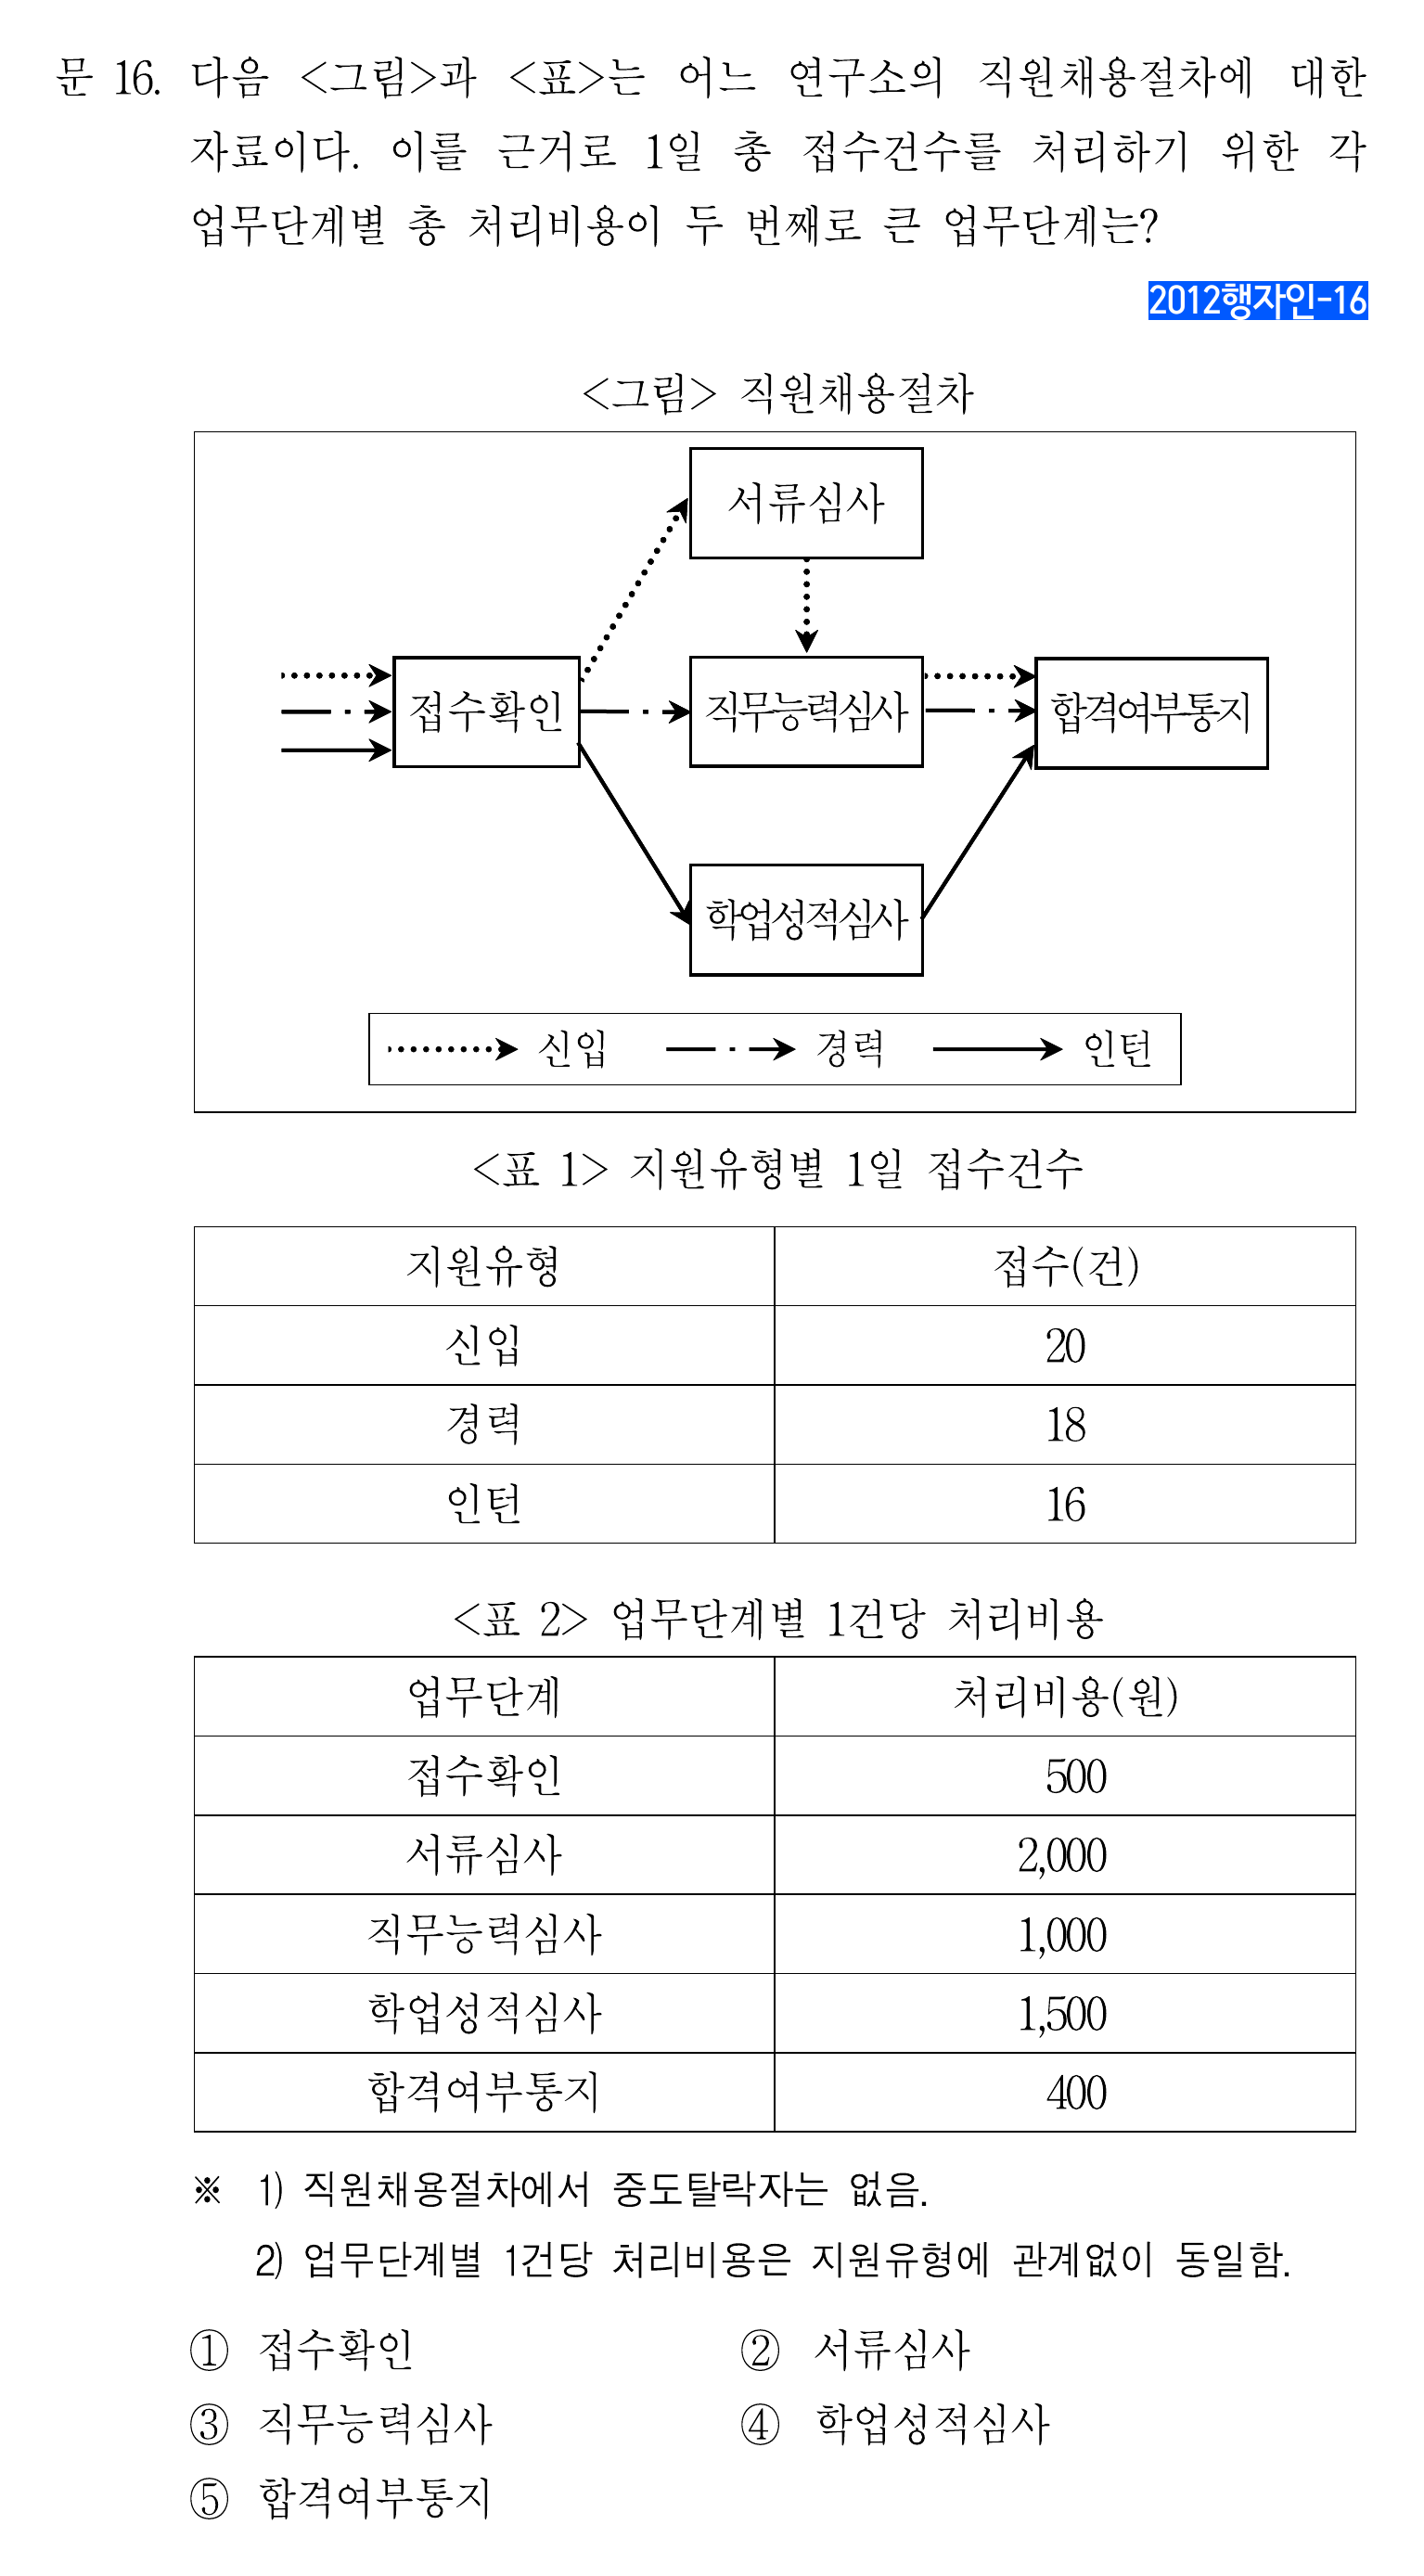 문 16. 다음 <그림>과 <표>는 어느 연구소의 직원채용절차에 대한
자료이다. 이를 근거로 1일 총 접수건수를 처리하기 위한 각
업무단계별 총 처리비용이 두 번째로 큰 업무단계는?
2012행자인-16
<그림> 직원채용절차
서류심사
접수확인 직무능력심사 합격여부통지
학업성적심사
신입 경력 인턴
<표 1> 지원유형별 1일 접수건수
지원유형 접수(건)
신입 20
경력 18
인턴 16
<표 2> 업무단계별 1건당 처리비용
업무단계 처리비용(원)
접수확인 500
서류심사 2,000
직무능력심사 1,000
학업성적심사 1,500
합격여부통지 400
※ 1) 직원채용절차에서 중도탈락자는 없음.
2) 업무단계별 1건당 처리비용은 지원유형에 관계없이 동일함.
① 접수확인 ② 서류심사
③ 직무능력심사 ④ 학업성적심사
⑤ 합격여부통지